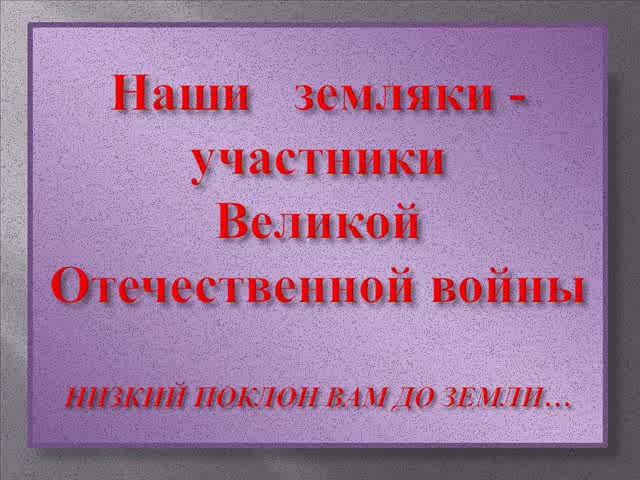 Наши земляки -
участники
Великой
Отечественной войны
НИЗКИЙ ПОКЛОН ВАМ ДО ЗЕМЛИ…